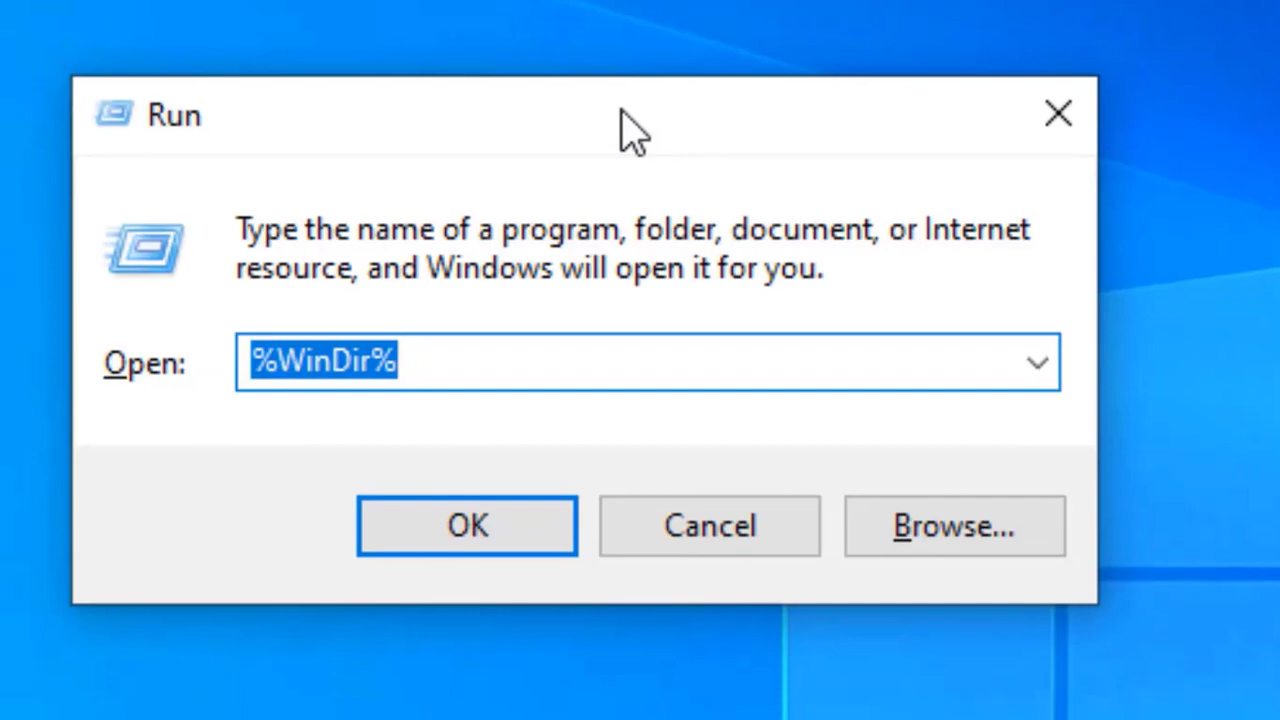 Run
Type the name of a program, folder, document, or Internet
resource, and Windows will open it for you.
Open: %WinDir%
OK Cancel Browse...